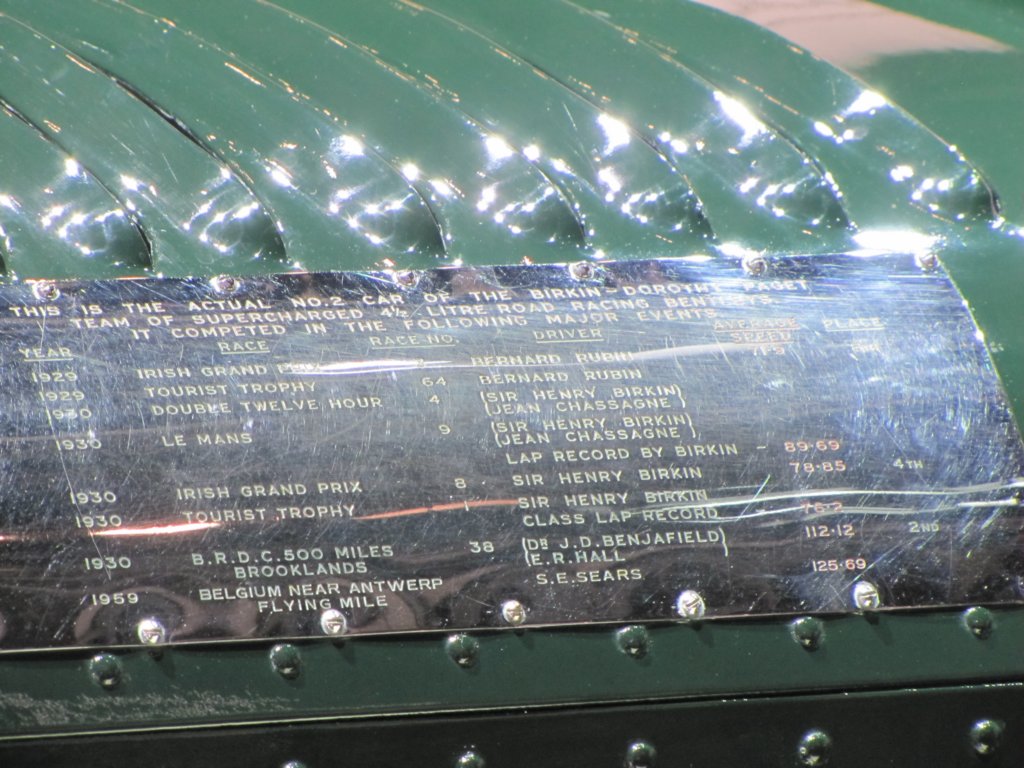 THIS IS THE ACTUAL NO.2 CAR OF THE BIRKIN-DOROTHY PAGET
TEAM OF SUPERCHARGED 4½ LITRE ROAD RACING BENTLEYS.
IT COMPETED IN THE FOLLOWING MAJOR EVENTS
YEAR RACE RACE NO. DRIVER AVERAGE SPEED PLACE
1929 IRISH GRAND PRIX BERNARD RUBIN
1929 TOURIST TROPHY 64 BERNARD RUBIN
1930 DOUBLE TWELVE HOUR 4 (SIR HENRY BIRKIN)
(JEAN CHASSAGNE)
1930 LE MANS 9 (SIR HENRY BIRKIN)
(JEAN CHASSAGNE)
LAP RECORD BY BIRKIN - 89·69
1930 IRISH GRAND PRIX 8 SIR HENRY BIRKIN 78·85 4TH
1930 TOURIST TROPHY SIR HENRY BIRKIN
CLASS LAP RECORD -
1930 B.R.D.C. 500 MILES 38 (DR J.D. BENJAFIELD) 112·12 2ND
BROOKLANDS (E.R. HALL)
1959 BELGIUM NEAR ANTWERP S.E. SEARS 125·69
FLYING MILE